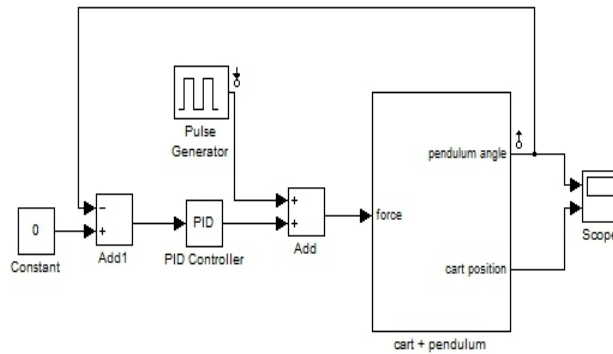 Pulse
Generator
pendulum angle
+
+
force
−
+
0
PID
Constant
Add1
PID Controller
Add
cart position
Scope
cart + pendulum